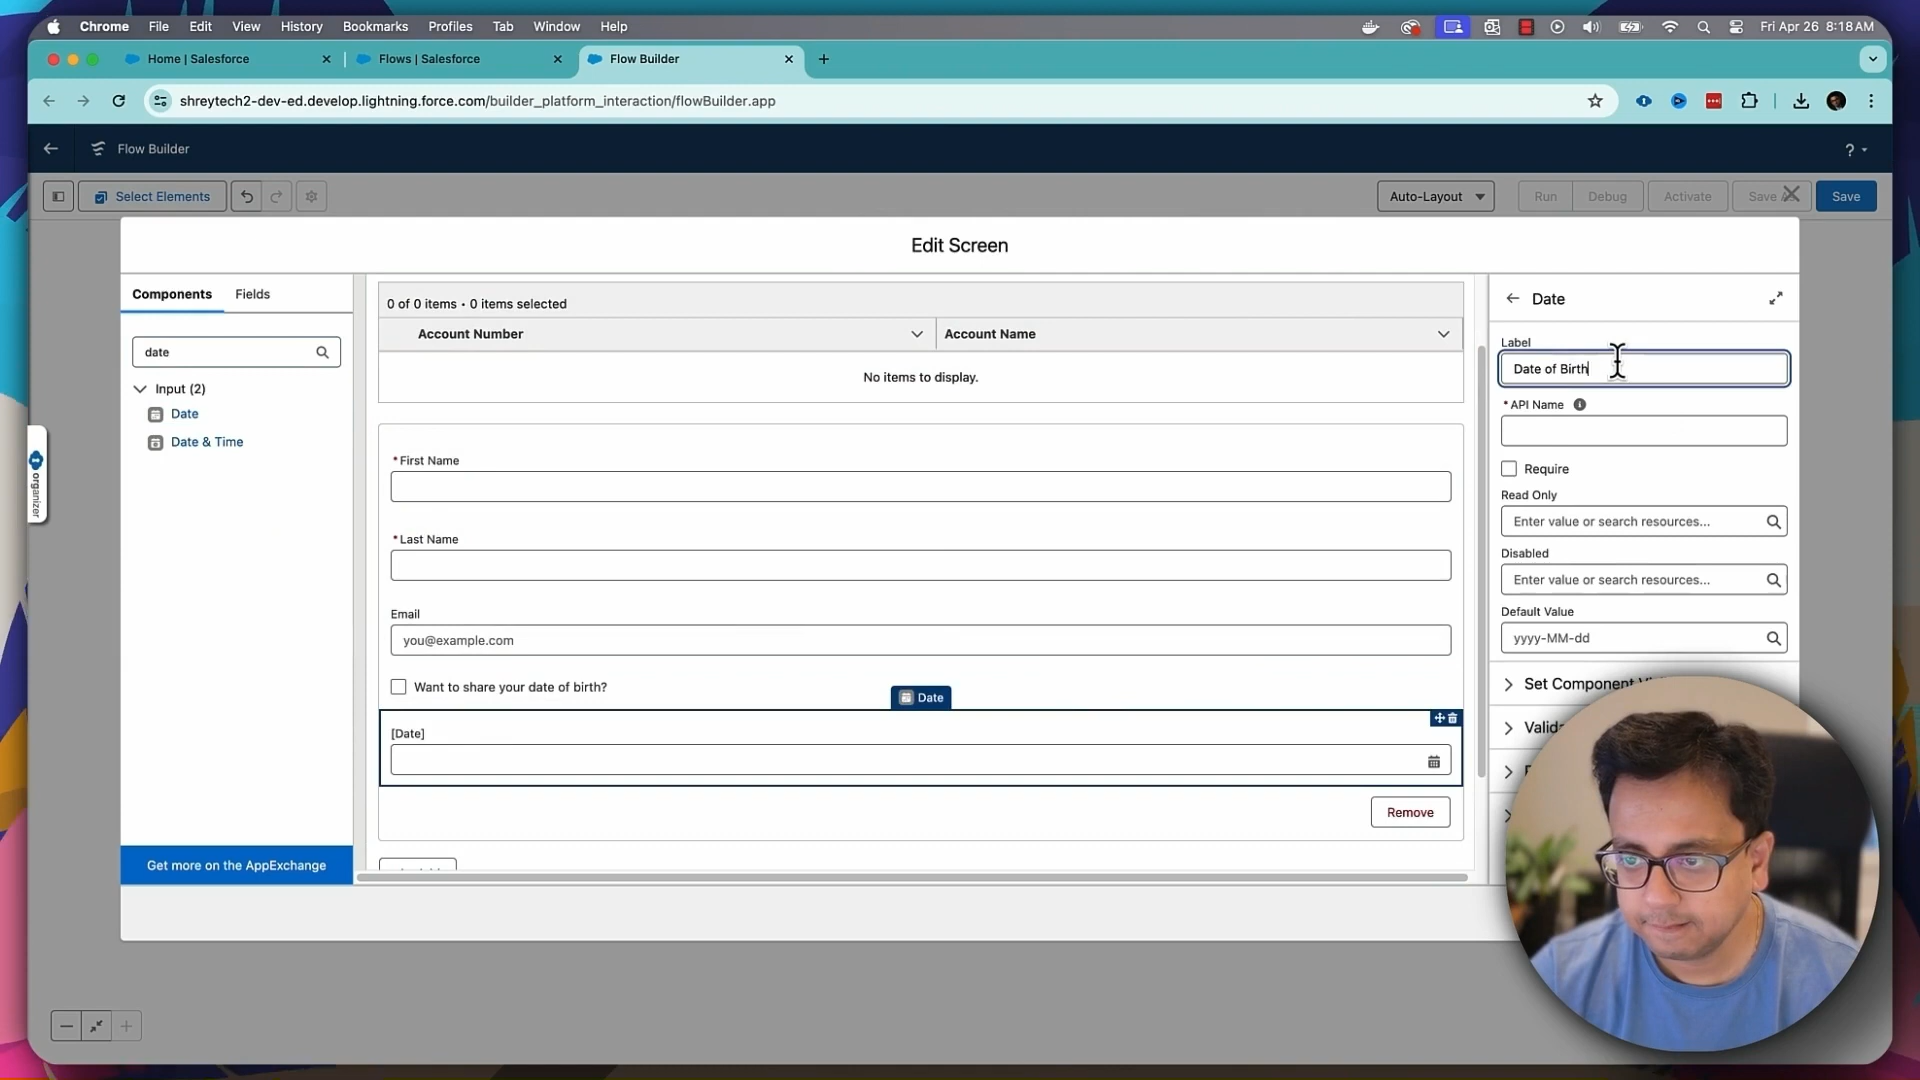 Chrome File Edit View History Bookmarks Profiles Tab Window Help Fri Apr 26 8:18 AM
Home | Salesforce Flows | Salesforce Flow Builder
shreytech2-dev-ed.develop.lightning.force.com/builder_platform_interaction/flowBuilder.app
Flow Builder ?
Select Elements Auto-Layout Run Debug Activate Save Save
Edit Screen
Components Fields
date
Input (2)
Date
Date & Time
Get more on the AppExchange
organizer
0 of 0 items • 0 items selected
Account Number Account Name
No items to display.
* First Name
* Last Name
Email
you@example.com
Want to share your date of birth?
Date
[Date]
Remove
Date
Label
Date of Birth
* API Name
Require
Read Only
Enter value or search resources...
Disabled
Enter value or search resources...
Default Value
yyyy-MM-dd
Set Component